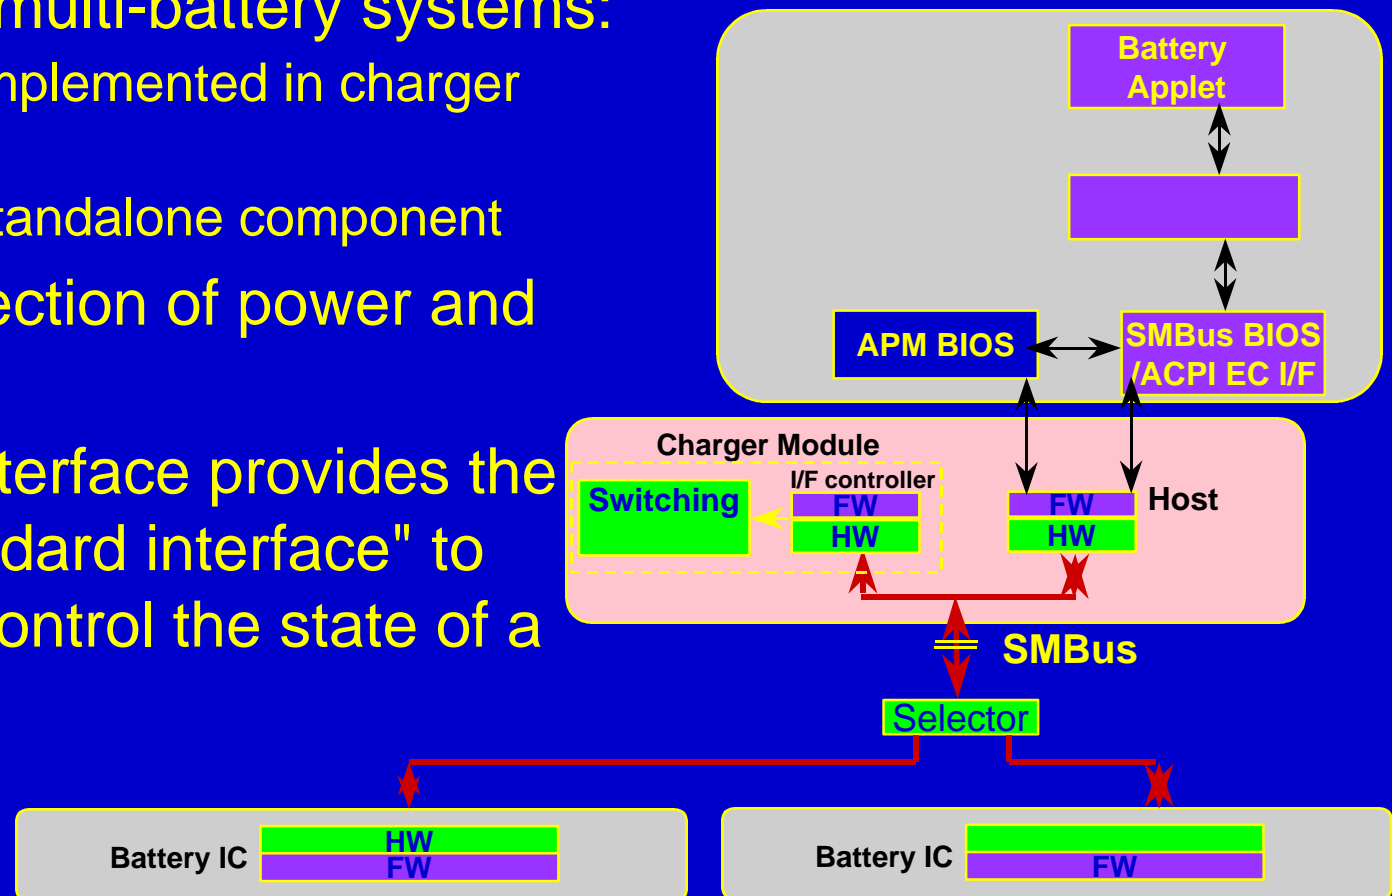 multi-battery systems:
mplemented in charger
tandalone component
ection of power and
terface provides the
dard interface" to
ontrol the state of a
Battery
Applet
APM BIOS
SMBus BIOS
/ACPI EC I/F
Charger Module
I/F controller
Switching
FW
HW
FW
HW
Host
SMBus
Selector
Battery IC
HW
FW
Battery IC
FW